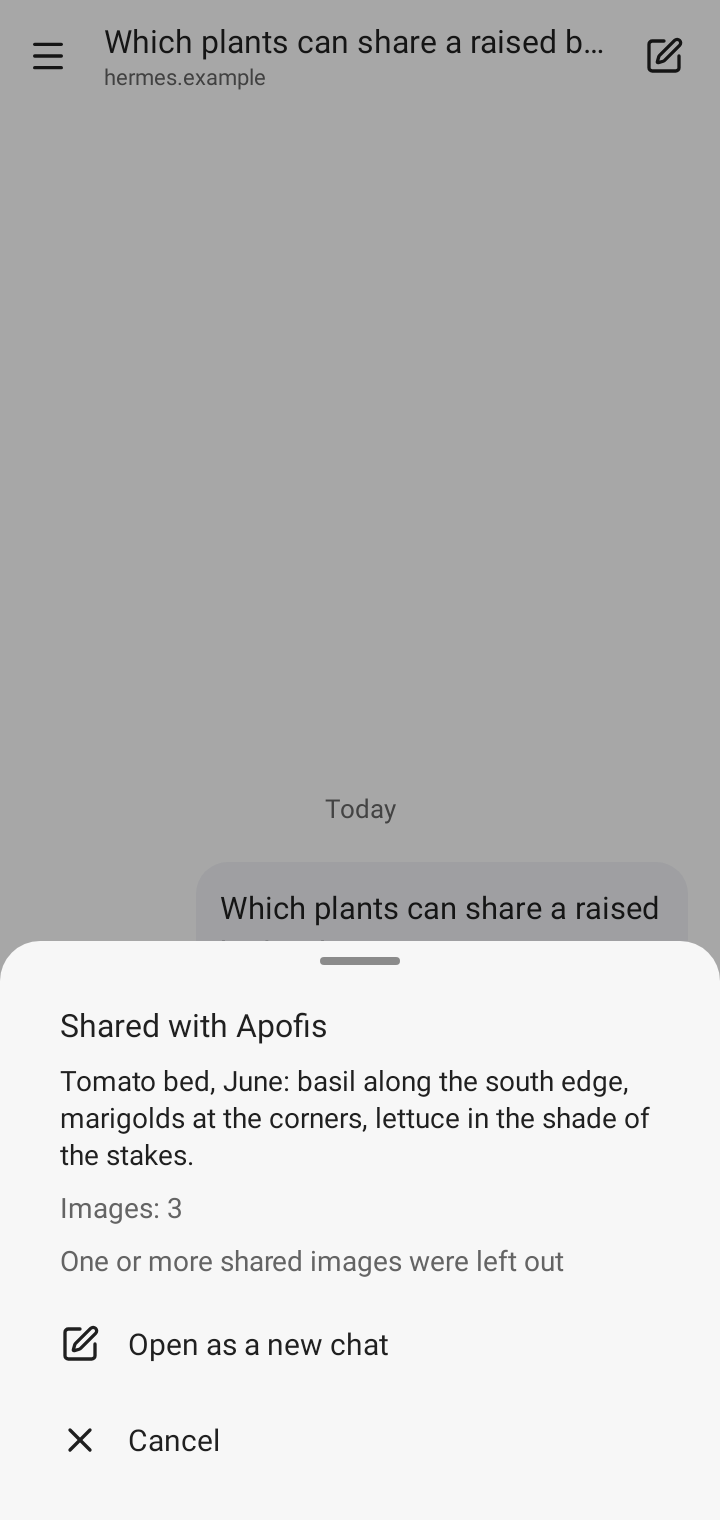 Which plants can share a raised b…
hermes.example
Today
Which plants can share a raised
Shared with Apofis
Tomato bed, June: basil along the south edge,
marigolds at the corners, lettuce in the shade of
the stakes.
Images: 3
One or more shared images were left out
Open as a new chat
Cancel